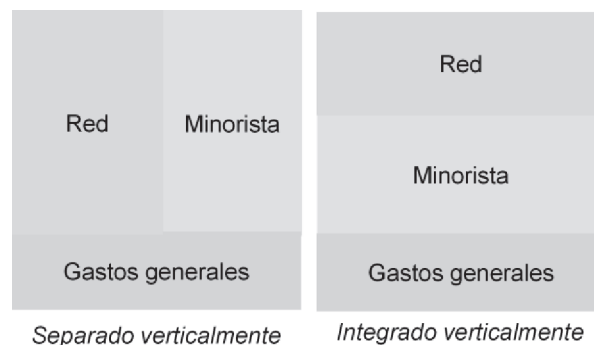 Red
Minorista
Gastos generales
Separado verticalmente
Red
Minorista
Gastos generales
Integrado verticalmente